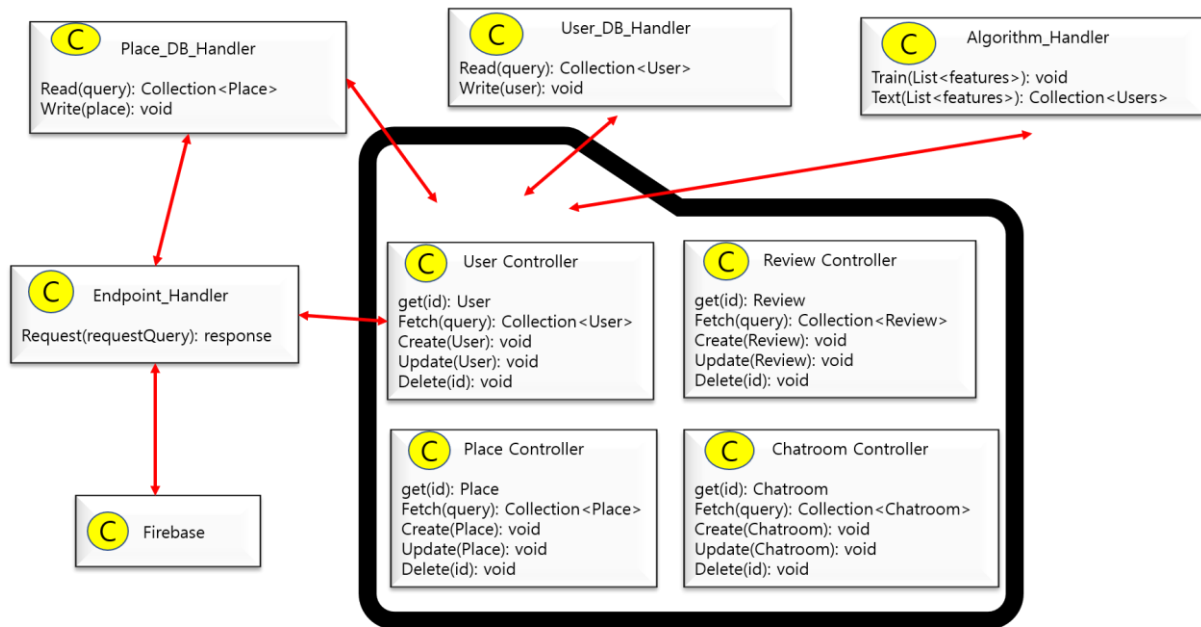 C
Place_DB_Handler
Read(query): Collection<Place>
Write(place): void
C
User_DB_Handler
Read(query): Collection<User>
Write(user): void
C
Algorithm_Handler
Train(List<features>): void
Text(List<features>): Collection<Users>
C
Endpoint_Handler
Request(requestQuery): response
C
User Controller
get(id): User
Fetch(query): Collection<User>
Create(User): void
Update(User): void
Delete(id): void
C
Review Controller
get(id): Review
Fetch(query): Collection<Review>
Create(Review): void
Update(Review): void
Delete(id): void
C
Firebase
C
Place Controller
get(id): Place
Fetch(query): Collection<Place>
Create(Place): void
Update(Place): void
Delete(id): void
C
Chatroom Controller
get(id): Chatroom
Fetch(query): Collection<Chatroom>
Create(Chatroom): void
Update(Chatroom): void
Delete(id): void